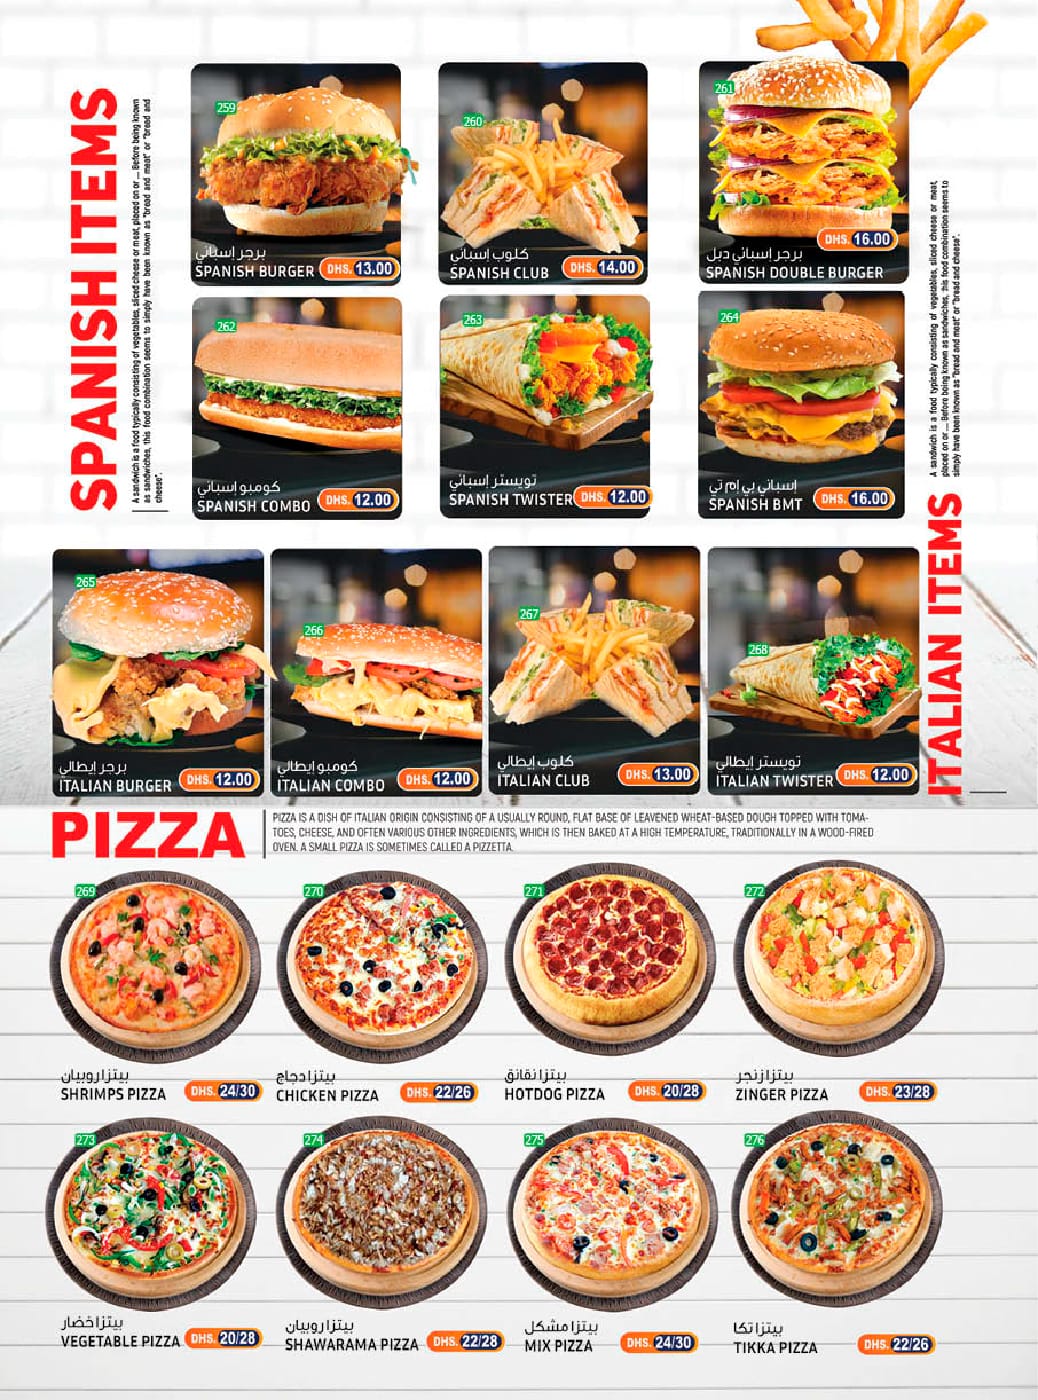 SPANISH ITEMS
A sandwich is a food typically consisting of vegetables, sliced cheese or meat, placed on or ... Before being known
as sandwiches, this food combination seems to simply have been known as "bread and meat" or "bread and
cheese".
259
برجر إسباني
SPANISH BURGER
DHS. 13.00
260
كلوب إسباني
SPANISH CLUB
DHS. 14.00
261
DHS. 16.00
برجر إسباني دبل
SPANISH DOUBLE BURGER
262
كومبو إسباني
SPANISH COMBO
DHS. 12.00
263
تويستر إسباني
SPANISH TWISTER
DHS. 12.00
264
إسباني بي إم تي
SPANISH BMT
DHS. 16.00
ITALIAN ITEMS
A sandwich is a food typically consisting of vegetables, sliced cheese or meat,
placed on or ... Before being known as sandwiches, this food combination seems to
simply have been known as "bread and meat" or "bread and cheese".
265
برجر إيطالي
ITALIAN BURGER
DHS. 12.00
266
كومبو إيطالي
ITALIAN COMBO
DHS. 12.00
267
كلوب إيطالي
ITALIAN CLUB
DHS. 13.00
268
تويستر إيطالي
ITALIAN TWISTER
DHS. 12.00
PIZZA
PIZZA IS A DISH OF ITALIAN ORIGIN CONSISTING OF A USUALLY ROUND, FLAT BASE OF LEAVENED WHEAT-BASED DOUGH TOPPED WITH TOMA-
TOES, CHEESE, AND OFTEN VARIOUS OTHER INGREDIENTS, WHICH IS THEN BAKED AT A HIGH TEMPERATURE, TRADITIONALLY IN A WOOD-FIRED
OVEN. A SMALL PIZZA IS SOMETIMES CALLED A PIZZETTA.
269
بيتزا روبيان
SHRIMPS PIZZA
DHS. 24/30
270
بيتزا دجاج
CHICKEN PIZZA
DHS. 22/26
271
بيتزا نقانق
HOTDOG PIZZA
DHS. 20/28
272
بيتزا زنجر
ZINGER PIZZA
DHS. 23/28
273
بيتزا خضار
VEGETABLE PIZZA
DHS. 20/28
274
بيتزا روبيان
SHAWARAMA PIZZA
DHS. 22/28
275
بيتزا مشكل
MIX PIZZA
DHS. 24/30
276
بيتزا تكا
TIKKA PIZZA
DHS. 22/26